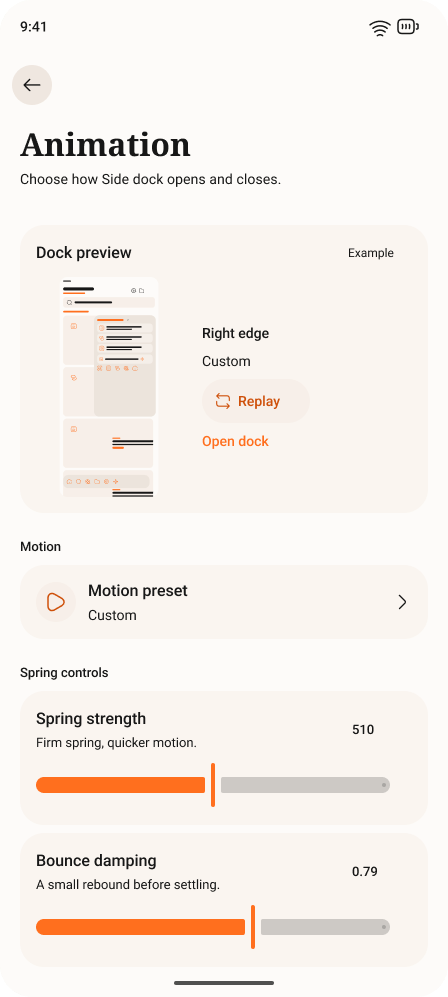 9:41
Animation
Choose how Side dock opens and closes.
Dock preview
Example
Right edge
Custom
Replay
Open dock
Motion
Motion preset
Custom
Spring controls
Spring strength
510
Firm spring, quicker motion.
Bounce damping
0.79
A small rebound before settling.